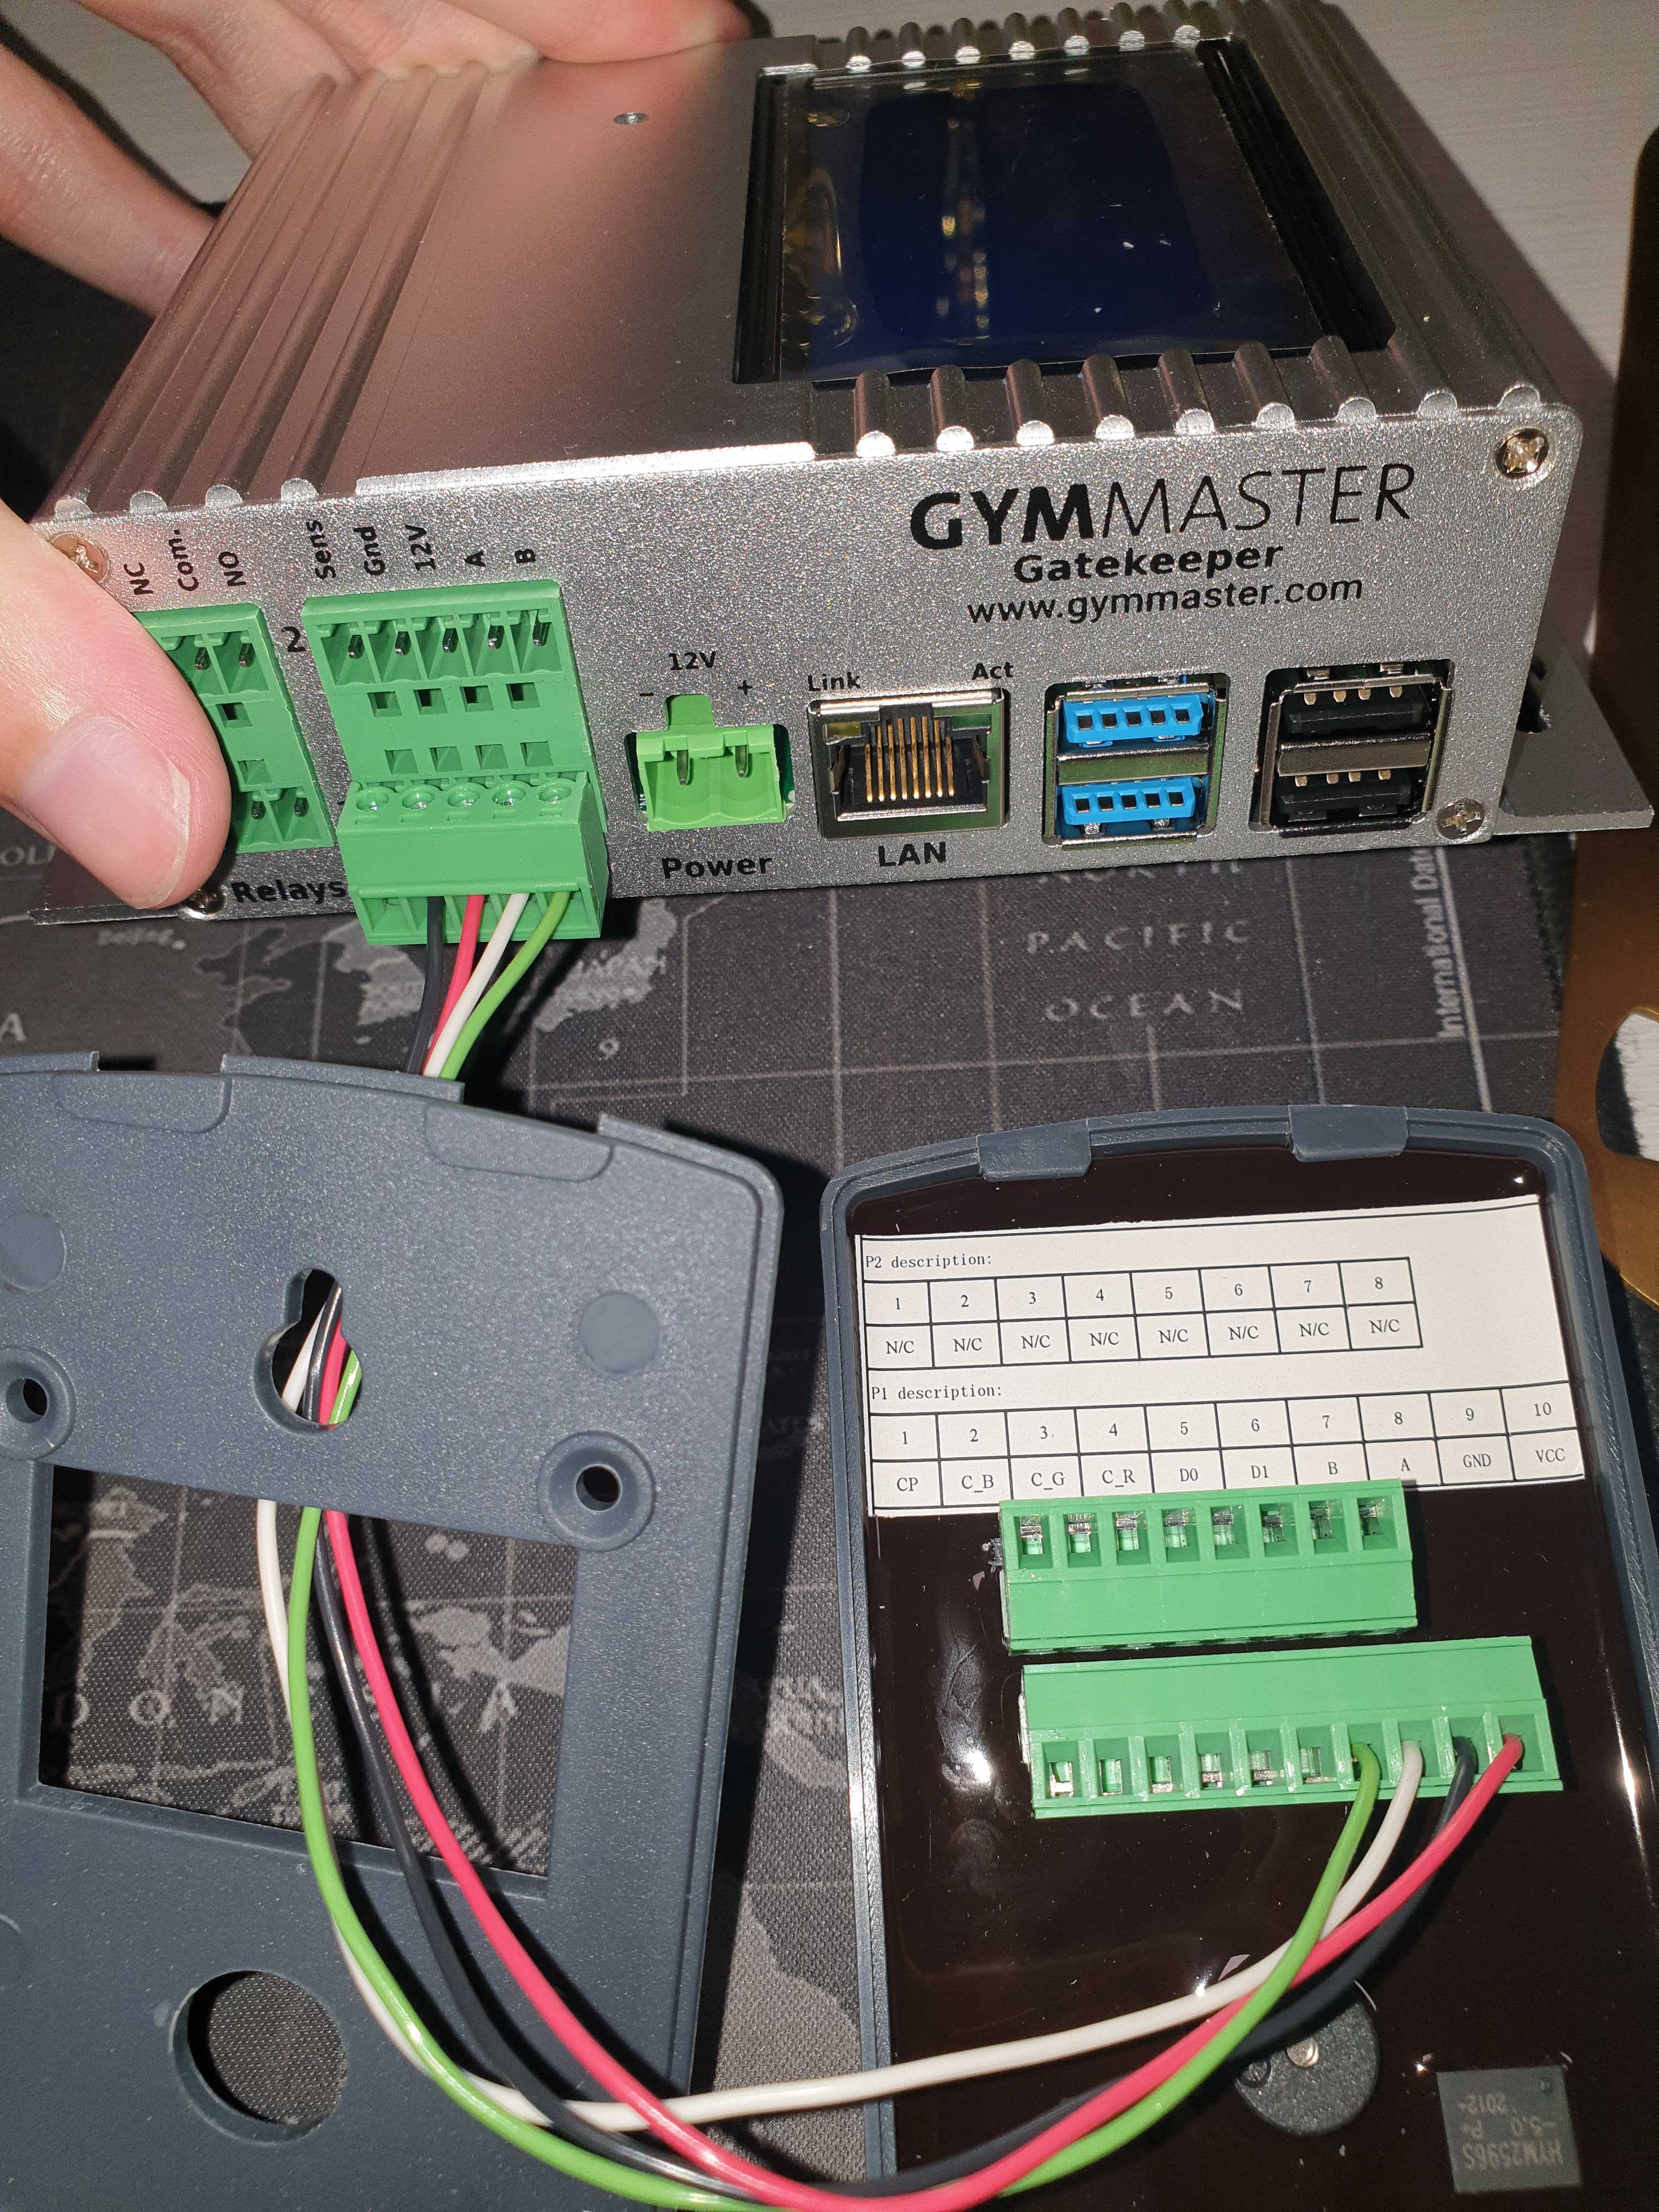 NC Com. NO Sens Gnd 12V A B
GYMMASTER
Gatekeeper
www.gymmaster.com
2
12V
- +
Link Act
Relays
Power
LAN
NORTH
PACIFIC
OCEAN
International Date
9
A
P2 description:
1 2 3 4 5 6 7 8
N/C N/C N/C N/C N/C N/C N/C N/C
P1 description:
1 2 3 4 5 6 7 8 9 10
CP C_B C_G C_R D0 D1 B A GND VCC
HYM2596S
-5.0 P+
2012+